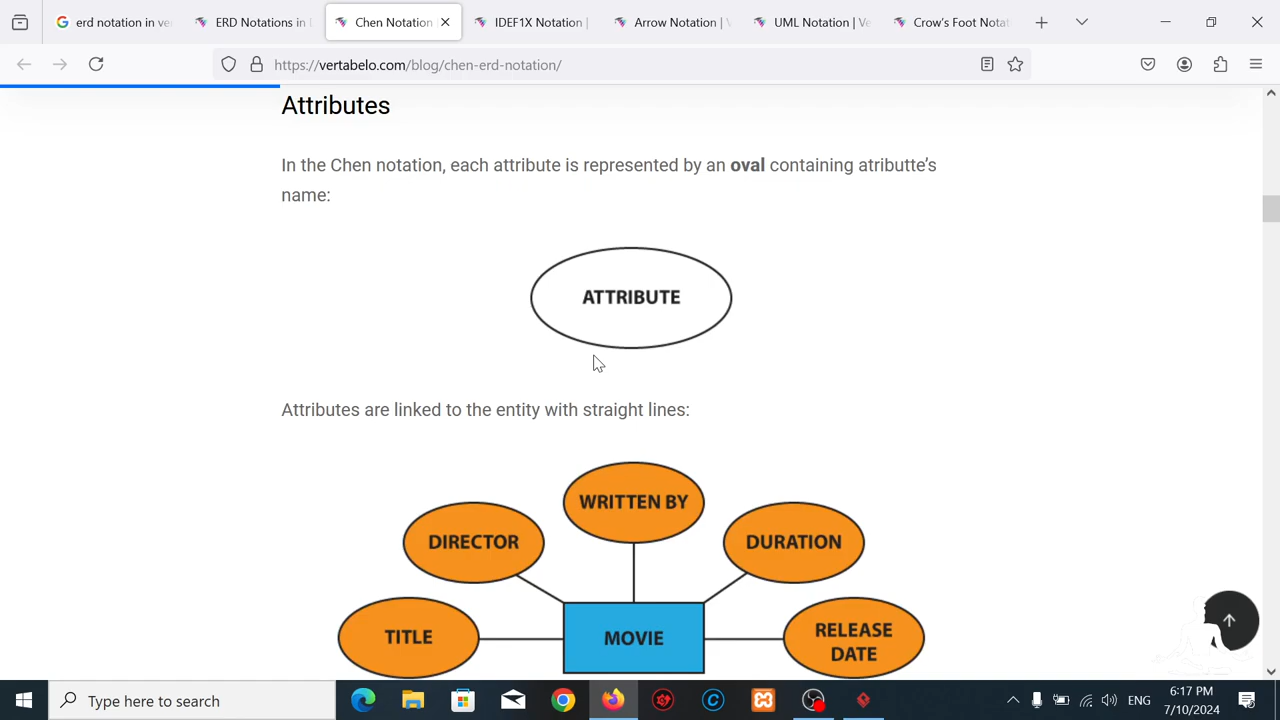 erd notation in ve
ERD Notations in
Chen Notation
IDEF1X Notation |
Arrow Notation | V
UML Notation | Ve
Crow's Foot Notat
https://vertabelo.com/blog/chen-erd-notation/
Attributes
In the Chen notation, each attribute is represented by an oval containing atributte's
name:
ATTRIBUTE
Attributes are linked to the entity with straight lines:
WRITTEN BY
DIRECTOR
DURATION
TITLE
MOVIE
RELEASE
DATE
Type here to search
ENG
6:17 PM
7/10/2024